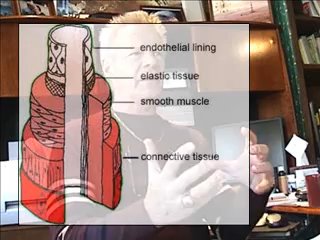 endothelial lining
elastic tissue
smooth muscle
connective tissue